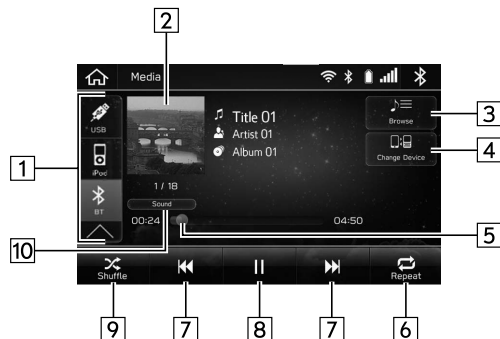 2
Media
USB
iPod
BT
Title 01
Artist 01
Album 01
Browse
3
Change Device
4
1
1 / 18
Sound
00:24
04:50
5
10
Shuffle
Repeat
9
7
8
7
6